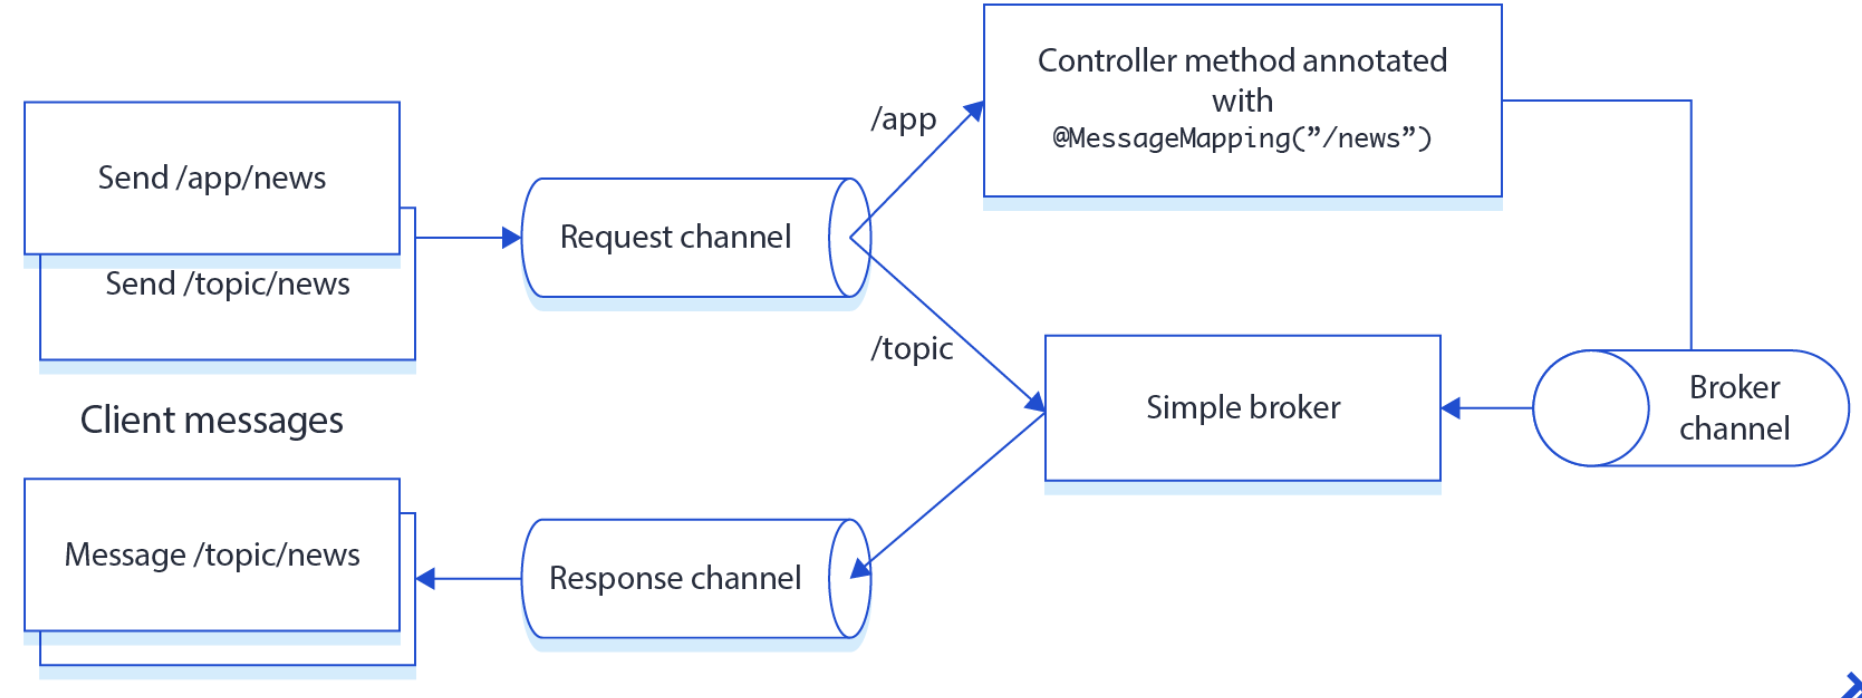 Send /app/news
Send /topic/news
Client messages
Message /topic/news
Request channel
Response channel
/app
/topic
Controller method annotated
with
@MessageMapping(”/news”)
Simple broker
Broker
channel